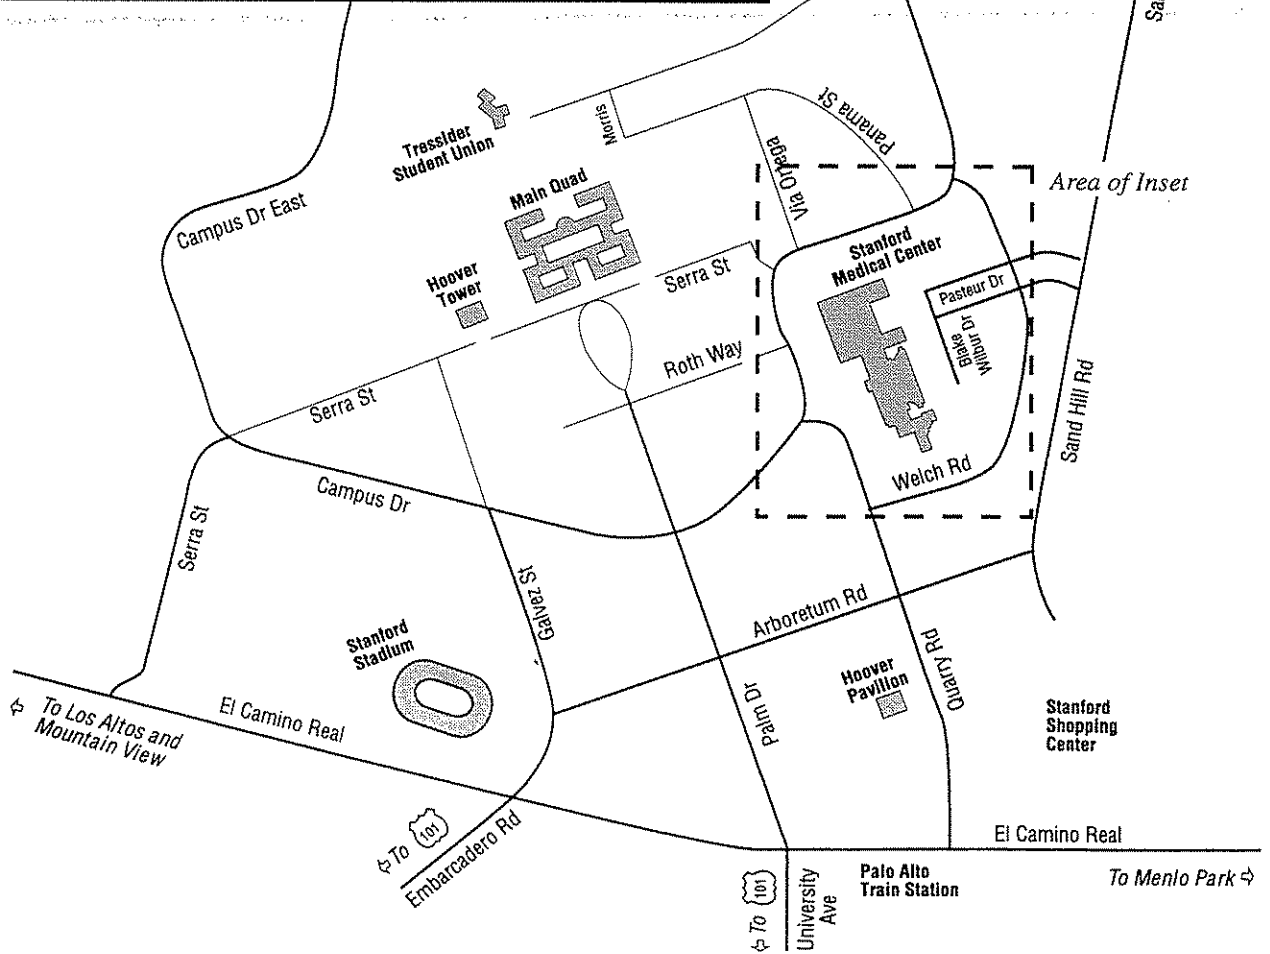 Sa
Panama St
Morris
Tressider
Student Union
Via Ortega
Main Quad
Area of Inset
Campus Dr East
Stanford
Medical Center
Hoover
Tower
Serra St
Pasteur Dr
Blake
Wilbur Dr
Roth Way
Serra St
Sand Hill Rd
Welch Rd
Campus Dr
Serra St
Galvez St
Arboretum Rd
Stanford
Stadium
Quarry Rd
Hoover
Pavilion
Palm Dr
Stanford
Shopping
Center
To Los Altos and
Mountain View
El Camino Real
To 101
Embarcadero Rd
El Camino Real
Palo Alto
Train Station
To Menlo Park
To 101
University
Ave